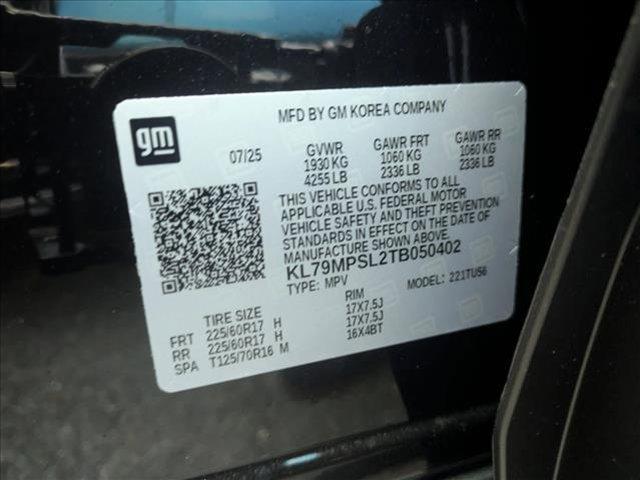 MFD BY GM KOREA COMPANY
gm
07/25 GVWR GAWR FRT GAWR RR
1930 KG 1060 KG 1060 KG
4255 LB 2336 LB 2336 LB
THIS VEHICLE CONFORMS TO ALL
APPLICABLE U.S. FEDERAL MOTOR
VEHICLE SAFETY AND THEFT PREVENTION
STANDARDS IN EFFECT ON THE DATE OF
MANUFACTURE SHOWN ABOVE.
KL79MPSL2TB050402
TYPE: MPV MODEL: 221TU56
TIRE SIZE RIM
FRT 225/60R17 H 17X7.5J
RR 225/60R17 H 17X7.5J
SPA T125/70R16 M 16X4BT